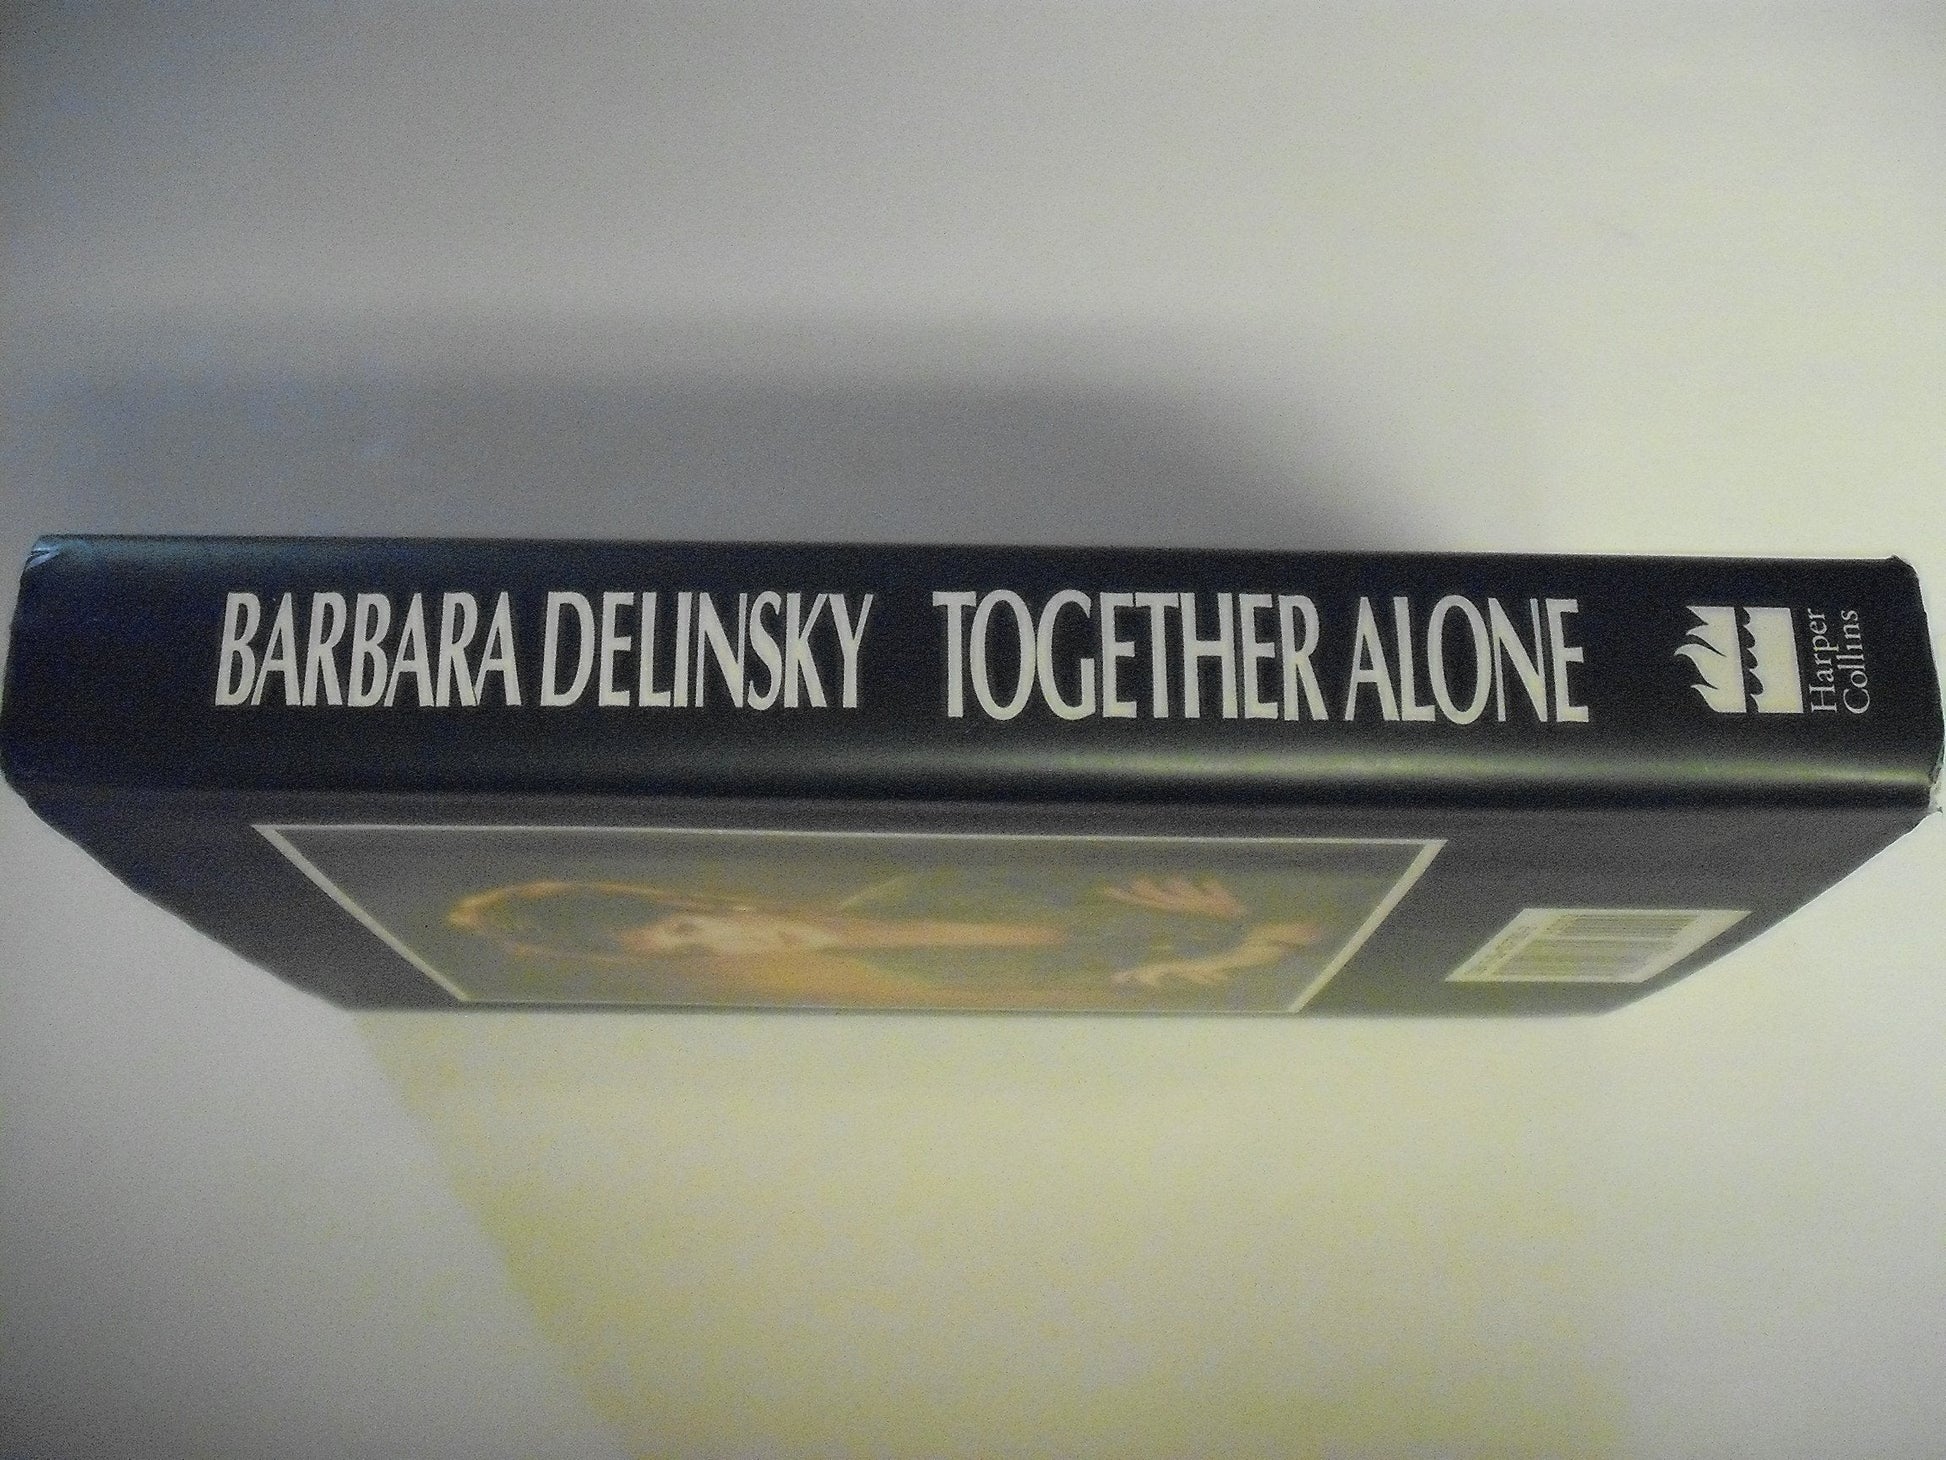 BARBARA DELINSKY TOGETHER ALONE
Harper
Collins